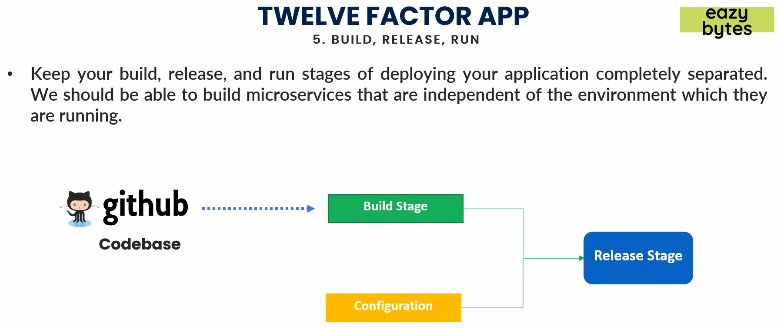 TWELVE FACTOR APP
eazy
bytes
5. BUILD, RELEASE, RUN
• Keep your build, release, and run stages of deploying your application completely separated.
We should be able to build microservices that are independent of the environment which they
are running.
github
Build Stage
Codebase
Release Stage
Configuration